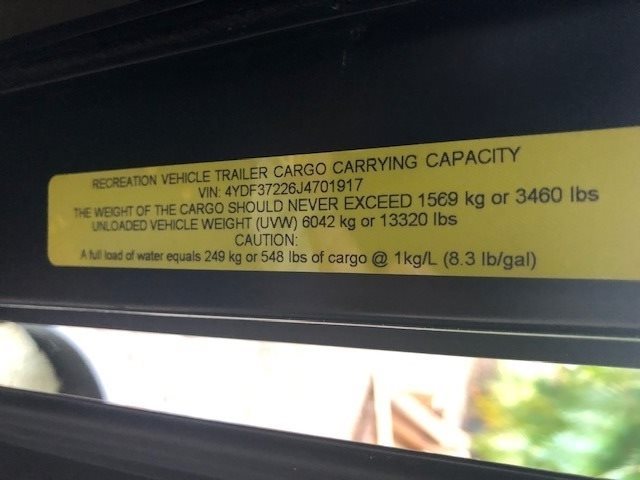 RECREATION VEHICLE TRAILER CARGO CARRYING CAPACITY
VIN: 4YDF37226J4701917
THE WEIGHT OF THE CARGO SHOULD NEVER EXCEED 1569 kg or 3460 lbs
UNLOADED VEHICLE WEIGHT (UVW) 6042 kg or 13320 lbs
CAUTION:
A full load of water equals 249 kg or 548 lbs of cargo @ 1kg/L (8.3 lb/gal)